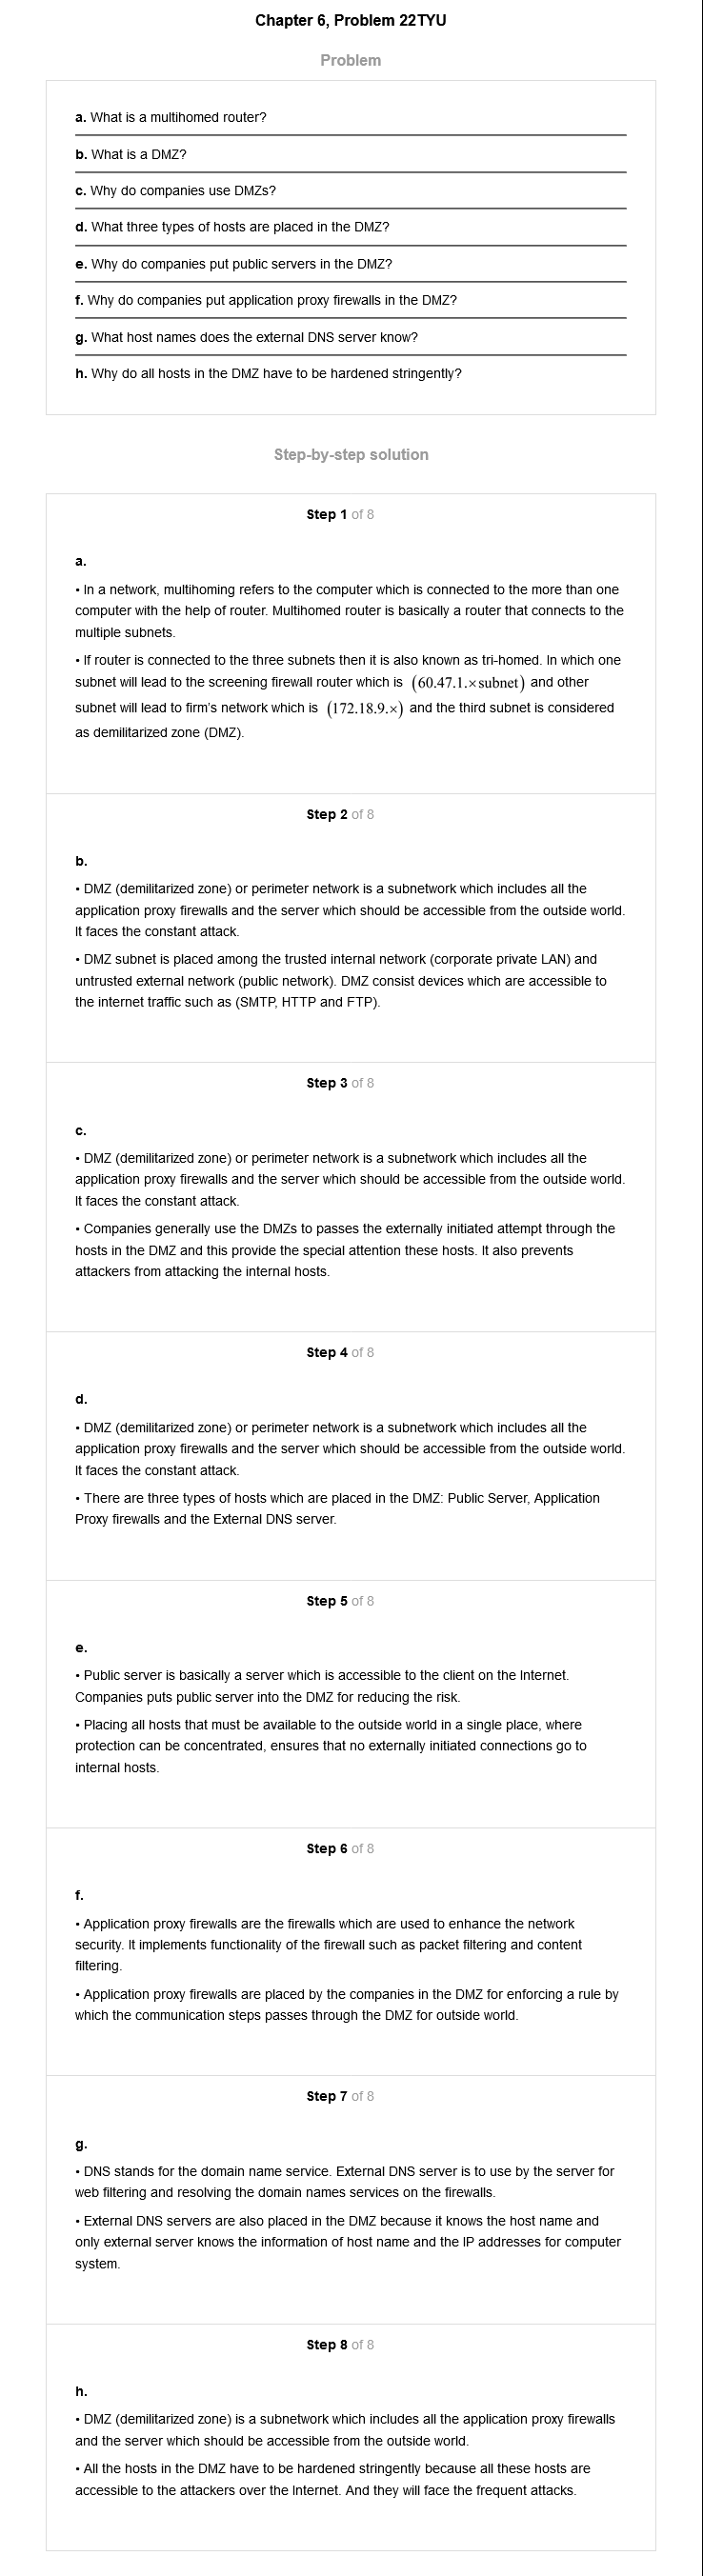 Chapter 6, Problem 22TYU
Problem
a. What is a multihomed router?
b. What is a DMZ?
c. Why do companies use DMZs?
d. What three types of hosts are placed in the DMZ?
e. Why do companies put public servers in the DMZ?
f. Why do companies put application proxy firewalls in the DMZ?
g. What host names does the external DNS server know?
h. Why do all hosts in the DMZ have to be hardened stringently?
Step-by-step solution
Step 1 of 8
a.
• In a network, multihoming refers to the computer which is connected to the more than one
computer with the help of router. Multihomed router is basically a router that connects to the
multiple subnets.
• If router is connected to the three subnets then it is also known as tri-homed. In which one
subnet will lead to the screening firewall router which is (60.47.1.×subnet) and other
subnet will lead to firm's network which is (172.18.9.×) and the third subnet is considered
as demilitarized zone (DMZ).
Step 2 of 8
b.
• DMZ (demilitarized zone) or perimeter network is a subnetwork which includes all the
application proxy firewalls and the server which should be accessible from the outside world.
It faces the constant attack.
• DMZ subnet is placed among the trusted internal network (corporate private LAN) and
untrusted external network (public network). DMZ consist devices which are accessible to
the internet traffic such as (SMTP, HTTP and FTP).
Step 3 of 8
c.
• DMZ (demilitarized zone) or perimeter network is a subnetwork which includes all the
application proxy firewalls and the server which should be accessible from the outside world.
It faces the constant attack.
• Companies generally use the DMZs to passes the externally initiated attempt through the
hosts in the DMZ and this provide the special attention these hosts. It also prevents
attackers from attacking the internal hosts.
Step 4 of 8
d.
• DMZ (demilitarized zone) or perimeter network is a subnetwork which includes all the
application proxy firewalls and the server which should be accessible from the outside world.
It faces the constant attack.
• There are three types of hosts which are placed in the DMZ: Public Server, Application
Proxy firewalls and the External DNS server.
Step 5 of 8
e.
• Public server is basically a server which is accessible to the client on the Internet.
Companies puts public server into the DMZ for reducing the risk.
• Placing all hosts that must be available to the outside world in a single place, where
protection can be concentrated, ensures that no externally initiated connections go to
internal hosts.
Step 6 of 8
f.
• Application proxy firewalls are the firewalls which are used to enhance the network
security. It implements functionality of the firewall such as packet filtering and content
filtering.
• Application proxy firewalls are placed by the companies in the DMZ for enforcing a rule by
which the communication steps passes through the DMZ for outside world.
Step 7 of 8
g.
• DNS stands for the domain name service. External DNS server is to use by the server for
web filtering and resolving the domain names services on the firewalls.
• External DNS servers are also placed in the DMZ because it knows the host name and
only external server knows the information of host name and the IP addresses for computer
system.
Step 8 of 8
h.
• DMZ (demilitarized zone) is a subnetwork which includes all the application proxy firewalls
and the server which should be accessible from the outside world.
• All the hosts in the DMZ have to be hardened stringently because all these hosts are
accessible to the attackers over the Internet. And they will face the frequent attacks.